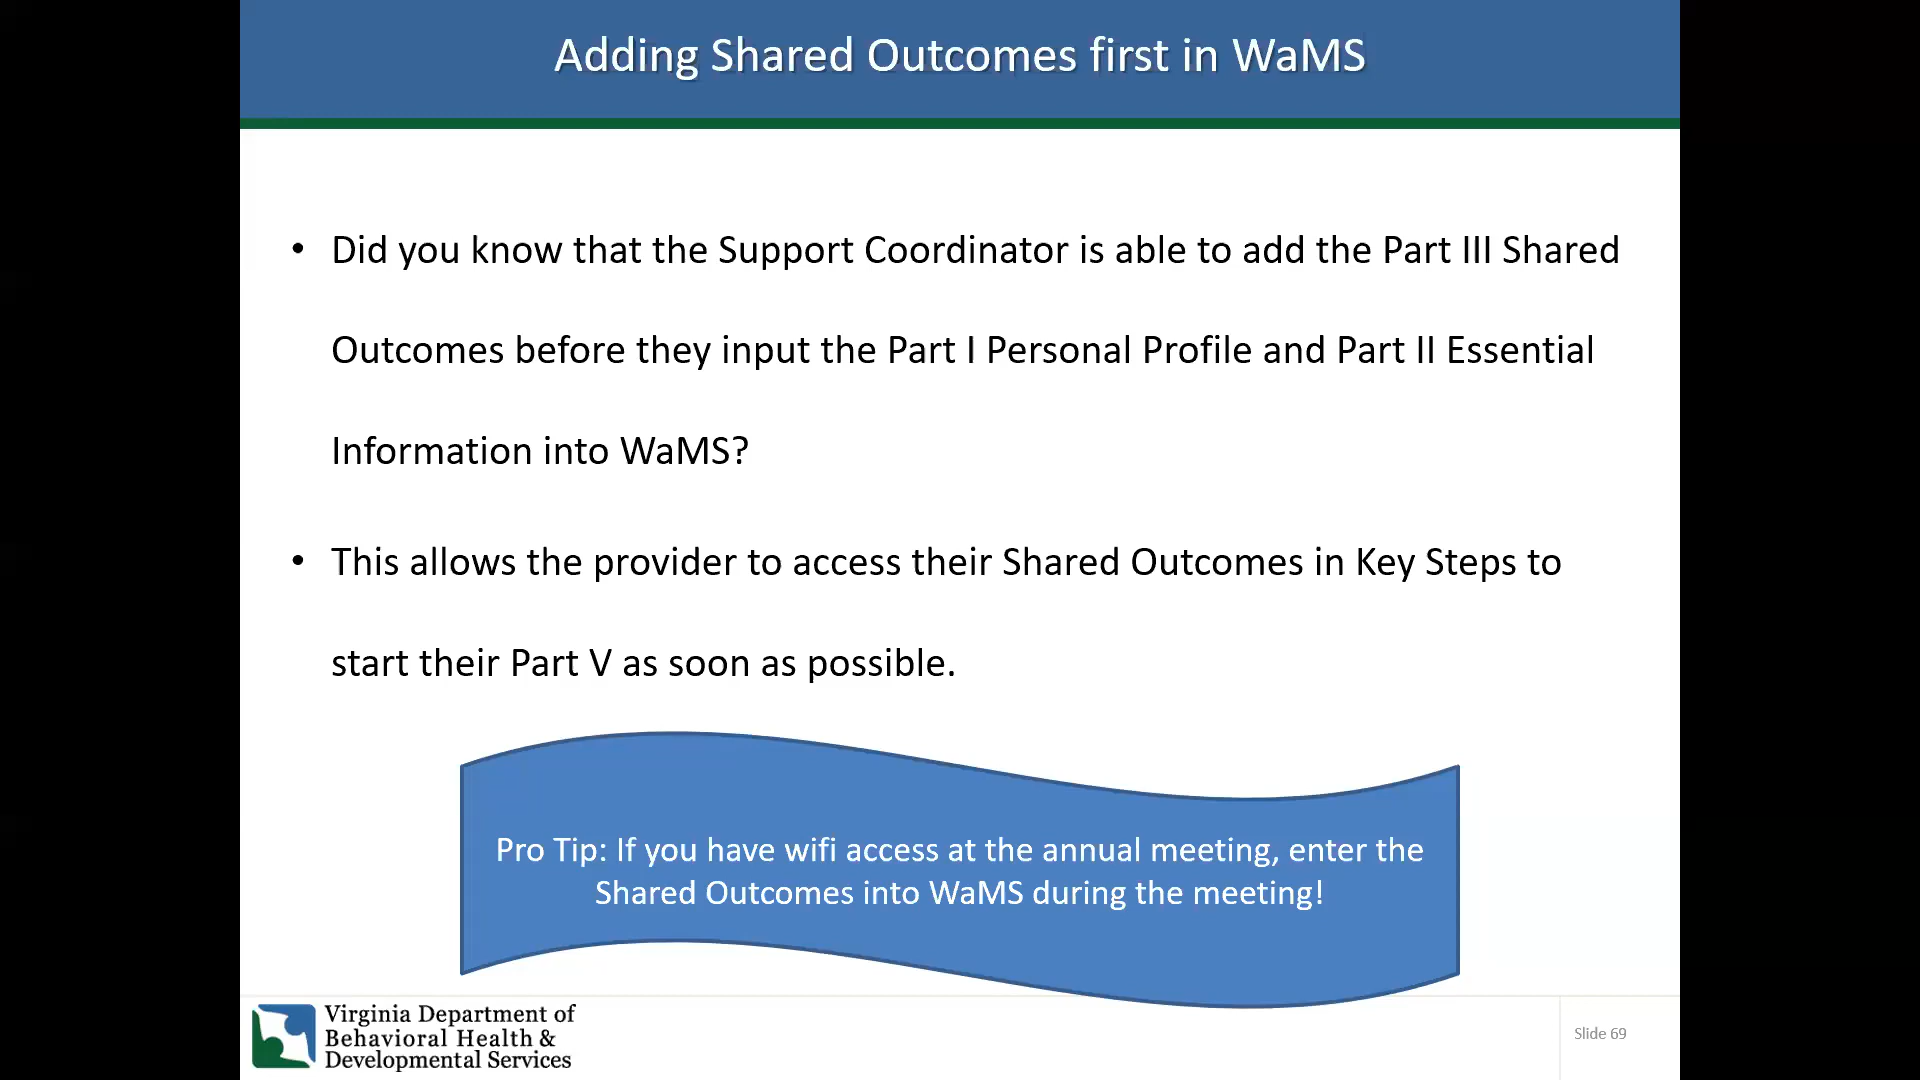 Adding Shared Outcomes first in WaMS
• Did you know that the Support Coordinator is able to add the Part III Shared
Outcomes before they input the Part I Personal Profile and Part II Essential
Information into WaMS?
• This allows the provider to access their Shared Outcomes in Key Steps to
start their Part V as soon as possible.
Pro Tip: If you have wifi access at the annual meeting, enter the
Shared Outcomes into WaMS during the meeting!
Virginia Department of
Behavioral Health &
Developmental Services
Slide 69